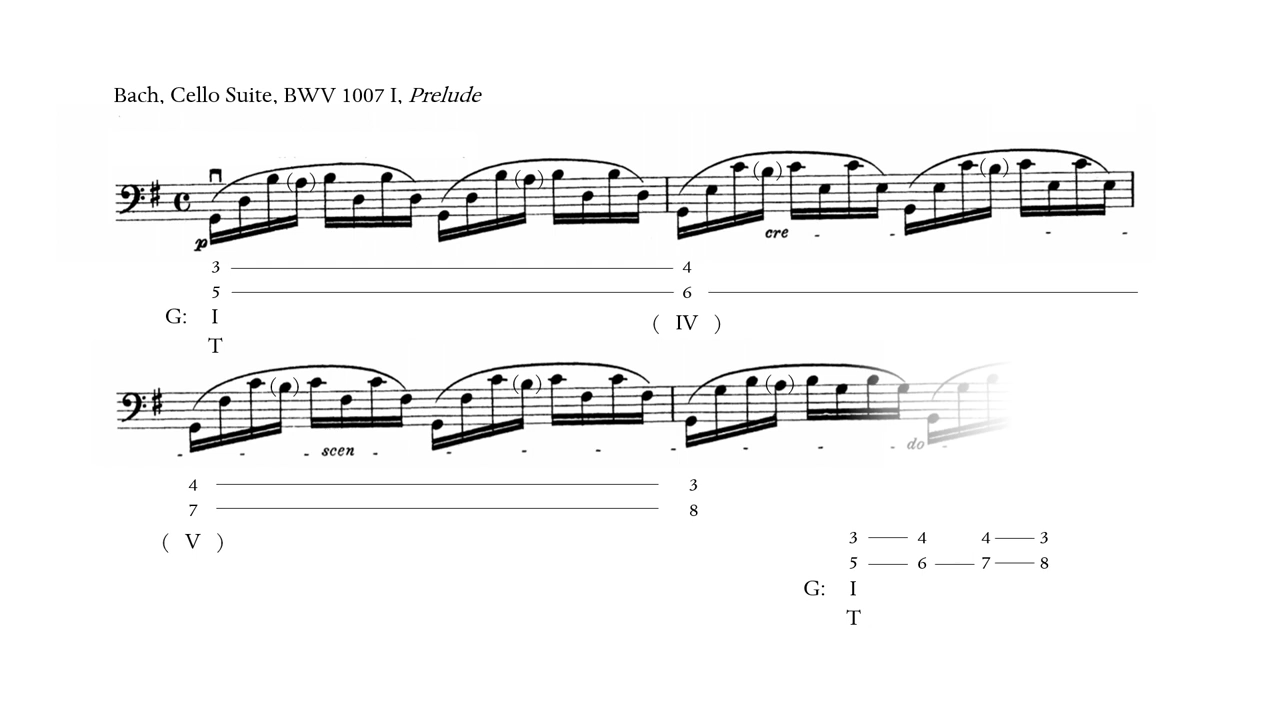 Bach, Cello Suite, BWV 1007 I, Prelude
p cre - - - -
3 4
5 6
G: I ( IV )
T
- - - scen - - - - - - - - do -
4 3
7 8
( V )
3 4 4 3
5 6 7 8
G: I
T